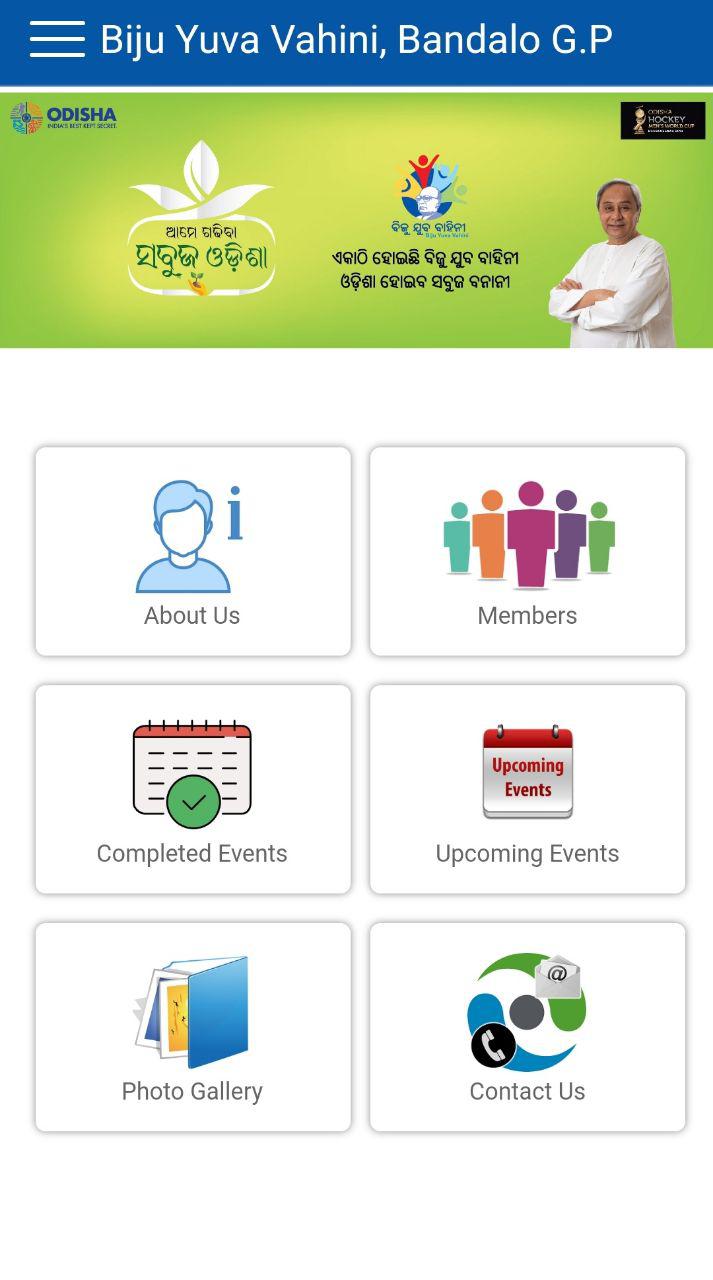 Biju Yuva Vahini, Bandalo G.P
ODISHA
INDIA'S BEST KEPT SECRET
ODISHA
HOCKEY
MEN'S WORLD CUP
ଆମେ ଗଢିବା
ସବୁଜ ଓଡ଼ିଶା
ବିଜୁ ଯୁବ ବାହିନୀ
Biju Yuva Vahini
ଏକାଠି ହୋଇଛି ବିଜୁ ଯୁବ ବାହିନୀ
ଓଡ଼ିଶା ହୋଇବ ସବୁଜ ବନାନୀ
i
About Us
Members
Completed Events
Upcoming
Events
Upcoming Events
Photo Gallery
@
Contact Us